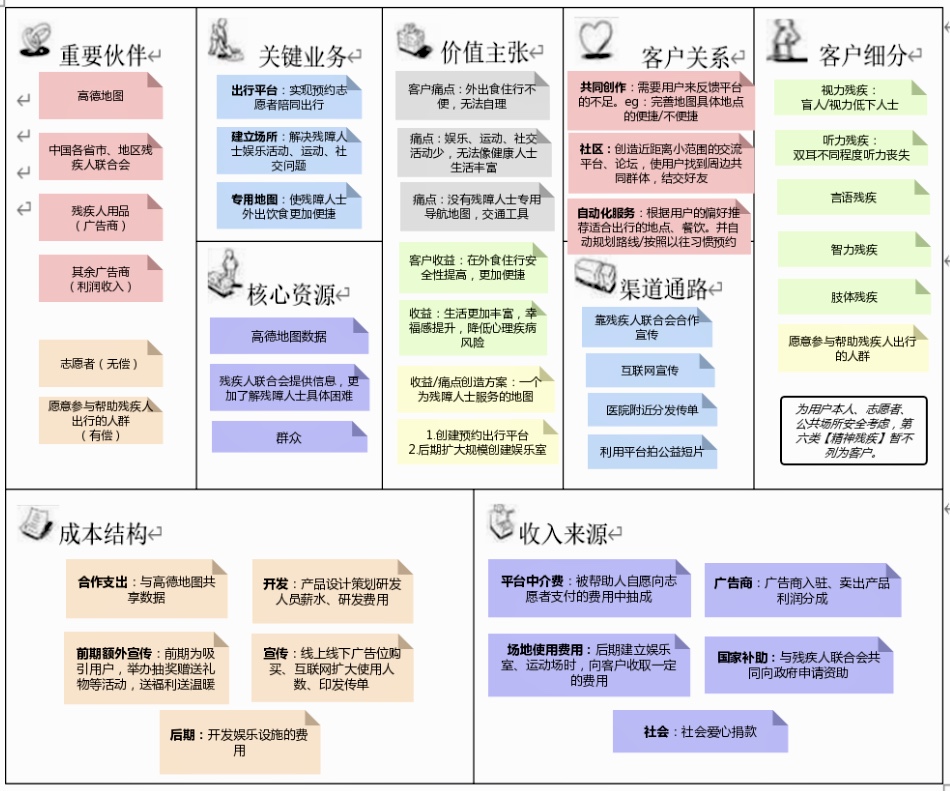 重要伙伴
高德地图
中国各省市、地区残
疾人联合会
残疾人用品
（广告商）
其余广告商
（利润收入）
志愿者（无偿）
愿意参与帮助残疾人
出行的人群
（有偿）
关键业务
出行平台：实现预约志
愿者陪同出行
建立场所：解决残障人
士娱乐活动、运动、社
交问题
专用地图：使残障人士
外出饮食更加便捷
核心资源
高德地图数据
残疾人联合会提供信息，更
加了解残障人士具体困难
群众
价值主张
客户痛点：外出食住行不
便，无法自理
痛点：娱乐、运动、社交
活动少，无法像健康人士
生活丰富
痛点：没有残障人士专用
导航地图，交通工具
客户收益：在外食住行安
全性提高，更加便捷
收益：生活更加丰富，幸
福感提升，降低心理疾病
风险
收益/痛点创造方案：一个
为残障人士服务的地图
1.创建预约出行平台
2.后期扩大规模创建娱乐室
客户关系
共同创作：需要用户来反馈平台
的不足。eg：完善地图具体地点
的便捷/不便捷
社区：创造近距离小范围的交流
平台、论坛，使用户找到周边共
同群体，结交好友
自动化服务：根据用户的偏好推
荐适合出行的地点、餐饮。并自
动规划路线/按照以往习惯预约
渠道通路
靠残疾人联合会合作
宣传
互联网宣传
医院附近分发传单
利用平台拍公益短片
客户细分
视力残疾：
盲人/视力低下人士
听力残疾：
双耳不同程度听力丧失
言语残疾
智力残疾
肢体残疾
愿意参与帮助残疾人出行
的人群
为用户本人、志愿者、
公共场所安全考虑，第
六类【精神残疾】暂不
列为客户。
成本结构
合作支出：与高德地图共
享数据
开发：产品设计策划研发
人员薪水、研发费用
前期额外宣传：前期为吸
引用户，举办抽奖赠送礼
物等活动，送福利送温暖
宣传：线上线下广告位购
买、互联网扩大使用人
数、印发传单
后期：开发娱乐设施的费
用
收入来源
平台中介费：被帮助人自愿向志
愿者支付的费用中抽成
广告商：广告商入驻、卖出产品
利润分成
场地使用费用：后期建立娱乐
室、运动场时，向客户收取一定
的费用
国家补助：与残疾人联合会共
同向政府申请资助
社会：社会爱心捐款